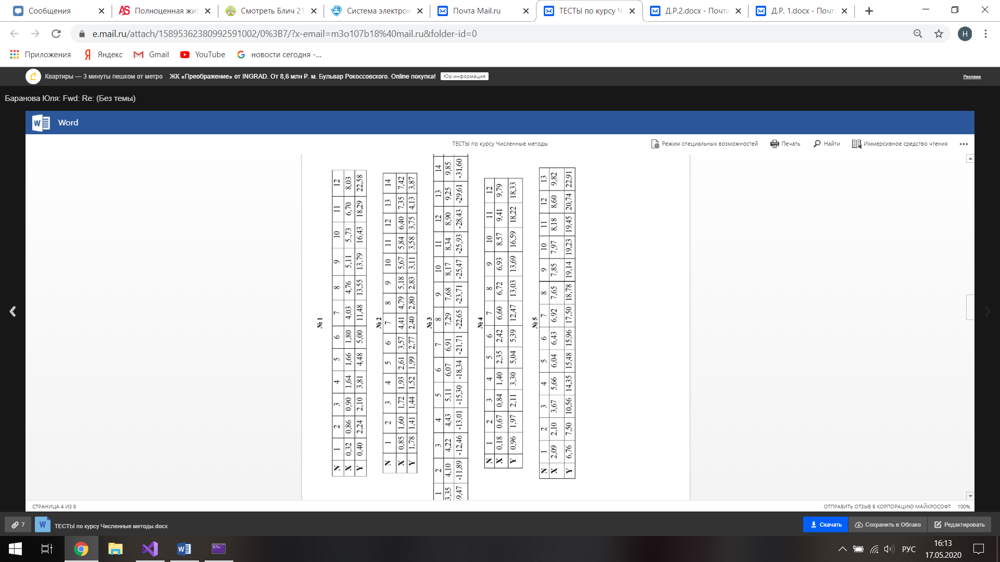 Сообщения
Полноценная жиз
Смотреть Блич 21
Система электрон
Почта Mail.ru
ТЕСТЫ по курсу Чи
Д.Р.2.docx - Почта
Д.Р. 1.docx - Почта
e.mail.ru/attach/15895362380992591002/0%3B7/?x-email=m3o107b18%40mail.ru&folder-id=0
Н
Приложения
Яндекс
Gmail
YouTube
новости сегодня -...
Квартиры — 3 минуты пешком от метро ЖК «Преображение» от INGRAD. От 8,6 млн ₽. м. Бульвар Рокоссовского. Online покупка! Юр.информация
Реклама
Баранова Юля: Fwd: Re: (Без темы)
Word
ТЕСТЫ по курсу Численные методы
Режим специальных возможностей
Печать
Найти
Иммерсивное средство чтения
№ 1
N 1 2 3 4 5 6 7 8 9 10 11 12
X 0,32 0,86 0,90 1,64 1,66 1,80 4,03 4,76 5,11 5.,73 6,70 8,03
Y 0,40 2,24 2,10 3,81 4,48 5,00 11,48 13,55 13,79 16,43 18,29 22,58
№ 2
N 1 2 3 4 5 6 7 8 9 10 11 12 13 14
X 0,85 1,60 1,72 1,93 2,61 3,57 4,41 4,79 5,18 5,67 5,84 6,40 7,35 7,42
Y 1,78 1,41 1,44 1,52 1,99 2,77 2,40 2,80 2,83 3,11 3,58 3,75 4,13 3,87
№ 3
1 2 3 4 5 6 7 8 9 10 11 12 13 14
3,35 4,10 4,22 4,43 5,11 6,07 6,91 7,29 7,68 8,17 8,34 8,90 9,25 9,85
-9,47 -11,89 -12,46 -13,01 -15,30 -18,34 -21,71 -22,65 -23,71 -25,47 -25,93 -28,43 -29,61 -31,60
№ 4
N 1 2 3 4 5 6 7 8 9 10 11 12
X 0,18 0,67 0,84 1,40 2,35 2,42 6,60 6,72 6,93 8,57 9,41 9,79
Y 0,96 1,97 2,11 3,30 5,04 5,39 12,47 13,03 13,69 16,59 18,22 18,33
№ 5
N 1 2 3 4 5 6 7 8 9 10 11 12 13
X 2,09 2,10 3,67 5,66 6,04 6,43 6,92 7,65 7,85 7,97 8,18 8,60 9,82
Y 6,76 7,50 10,56 14,35 15,48 15,96 17,50 18,78 19,14 19,23 19,45 20,74 22,91
СТРАНИЦА 4 ИЗ 8
ОТПРАВИТЬ ОТЗЫВ В КОРПОРАЦИЮ МАЙКРОСОФТ 100%
7
ТЕСТЫ по курсу Численные методы.docx
Скачать
Сохранить в Облако
Редактировать
РУС
16:13
17.05.2020